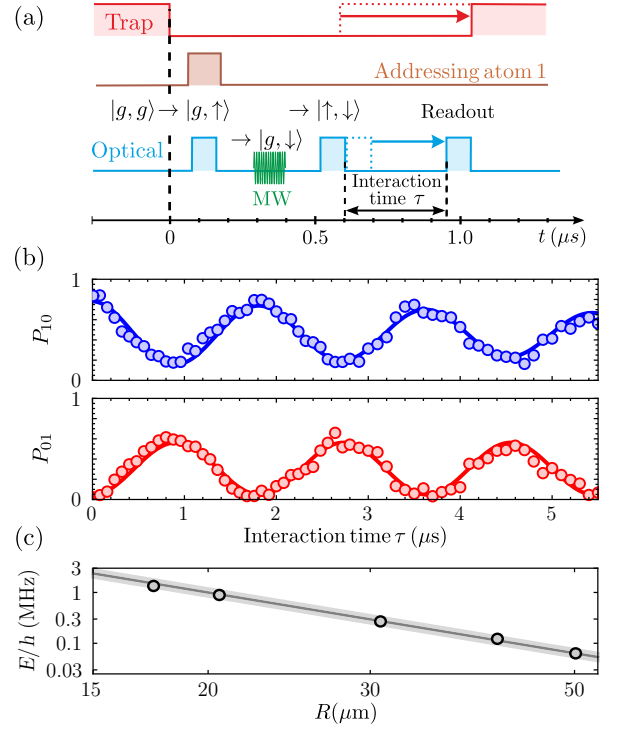 (a)
Trap
Addressing atom 1
|g, g⟩ → |g, ↑⟩
→ |↑, ↓⟩
Readout
→ |g, ↓⟩
Optical
MW
Interaction
time τ
0 0.5 1.0 t (μs)
(b)
1
P₁₀
0
1
P₀₁
0
0 1 2 3 4 5
Interaction time τ (μs)
(c)
3
1
0.3
0.1
0.03
E/h (MHz)
15 20 30 50
R(μm)